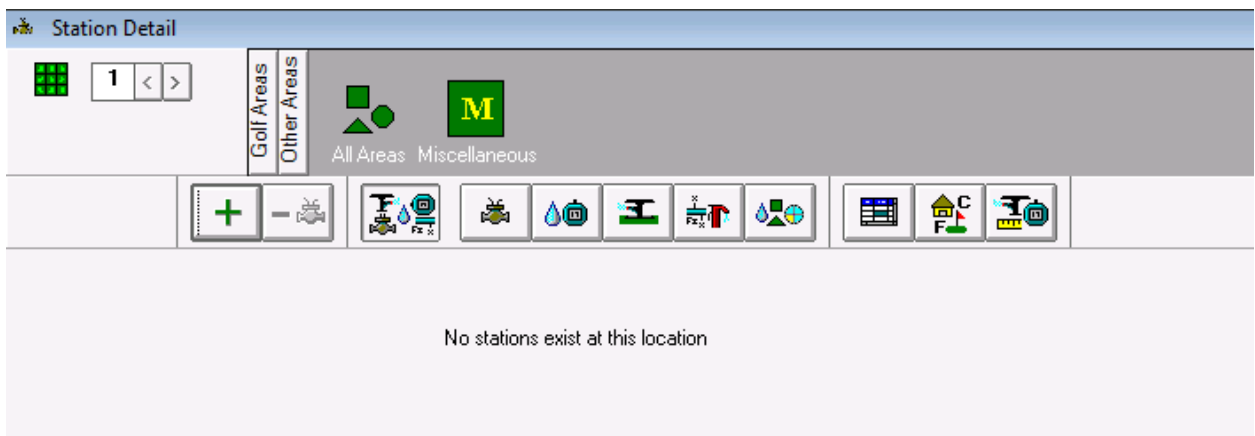 Station Detail
1 < >
Golf Areas
Other Areas
M
All Areas Miscellaneous
F C
No stations exist at this location